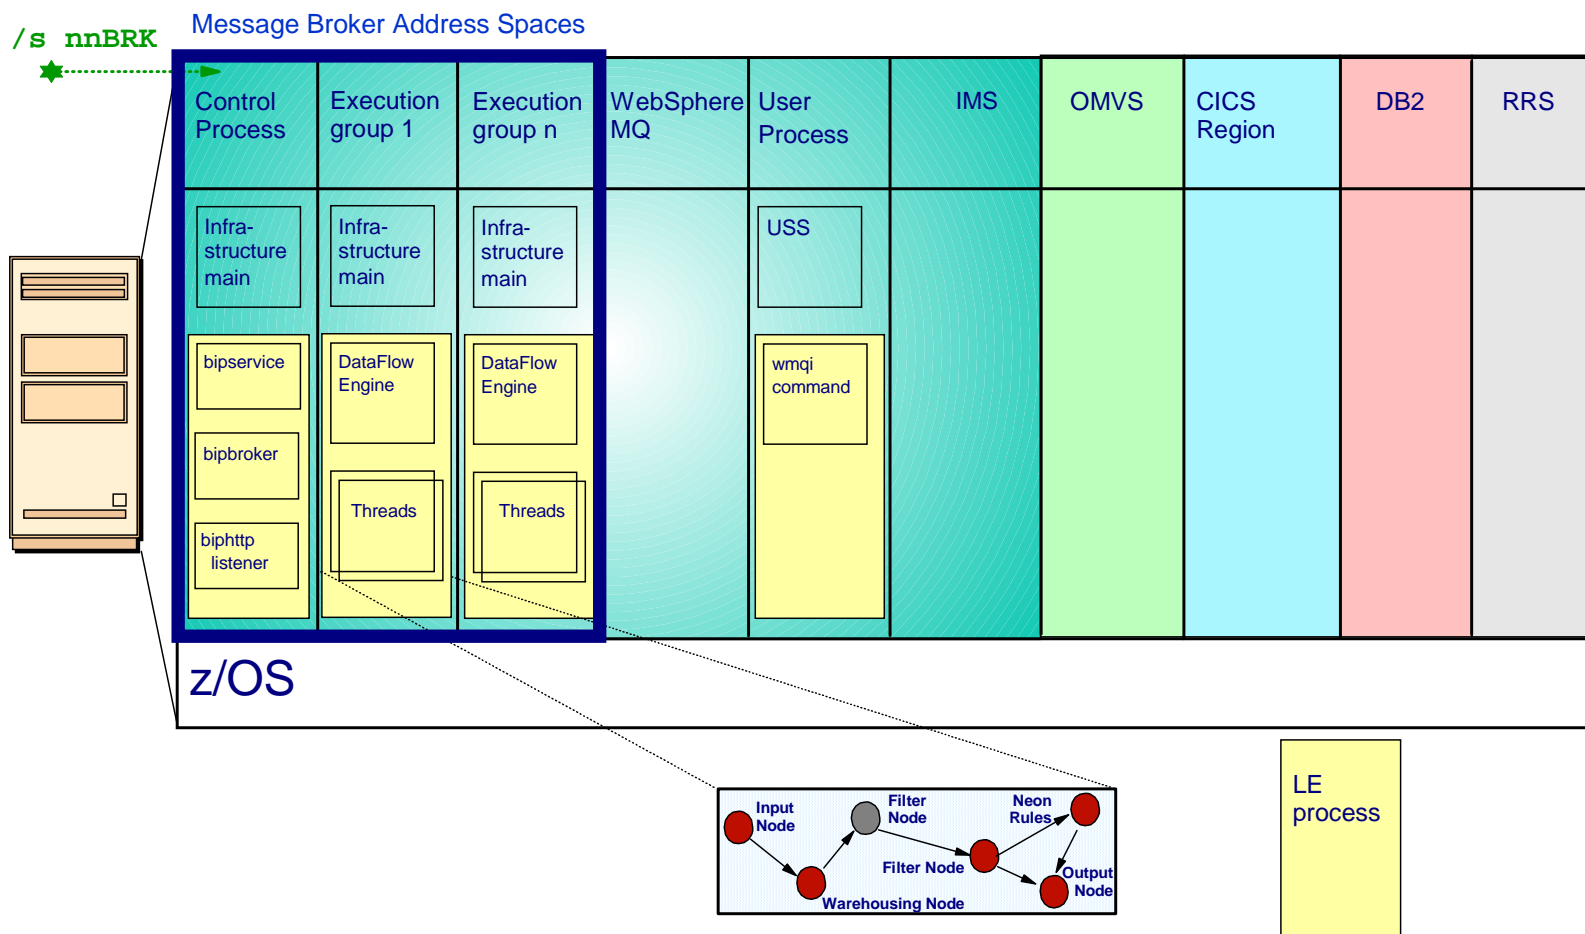 Message Broker Address Spaces
/s nnBRK
Control
Process
Execution
group 1
Execution
group n
WebSphere
MQ
User
Process
IMS
OMVS
CICS
Region
DB2
RRS
Infra-
structure
main
Infra-
structure
main
Infra-
structure
main
USS
bipservice
bipbroker
biphttp
listener
DataFlow
Engine
Threads
DataFlow
Engine
Threads
wmqi
command
z/OS
Input
Node
Filter
Node
Neon
Rules
Filter Node
Output
Node
Warehousing Node
LE
process